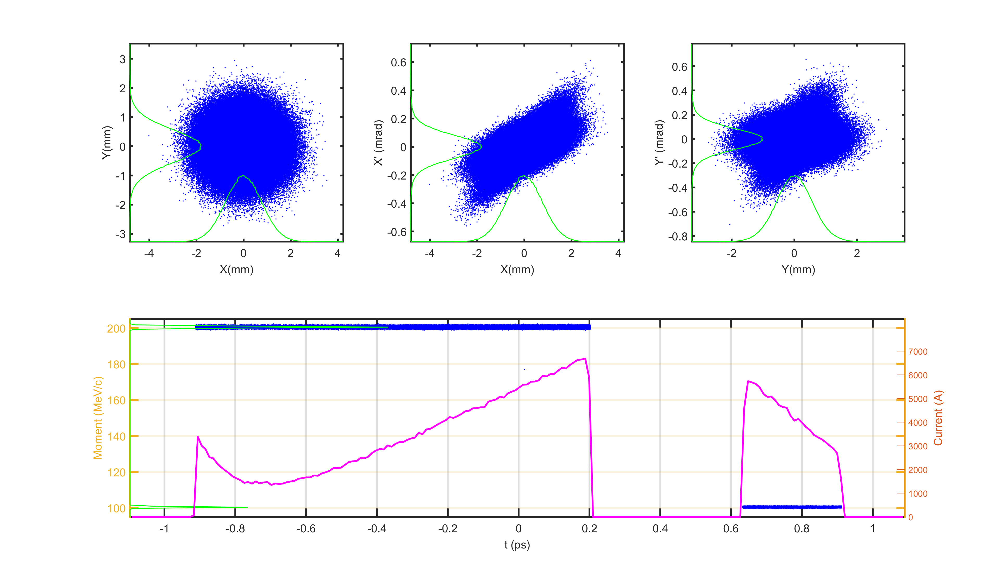 3
2
1
0
-1
-2
-3
Y(mm)
-4 -2 0 2 4
X(mm)
0.6
0.4
0.2
0
-0.2
-0.4
-0.6
X' (mrad)
-4 -2 0 2 4
X(mm)
0.6
0.4
0.2
0
-0.2
-0.4
-0.6
-0.8
Y' (mrad)
-2 0 2
Y(mm)
200
180
160
140
120
100
Moment (MeV/c)
7000
6000
5000
4000
3000
2000
1000
0
Current (A)
-1 -0.8 -0.6 -0.4 -0.2 0 0.2 0.4 0.6 0.8 1
t (ps)